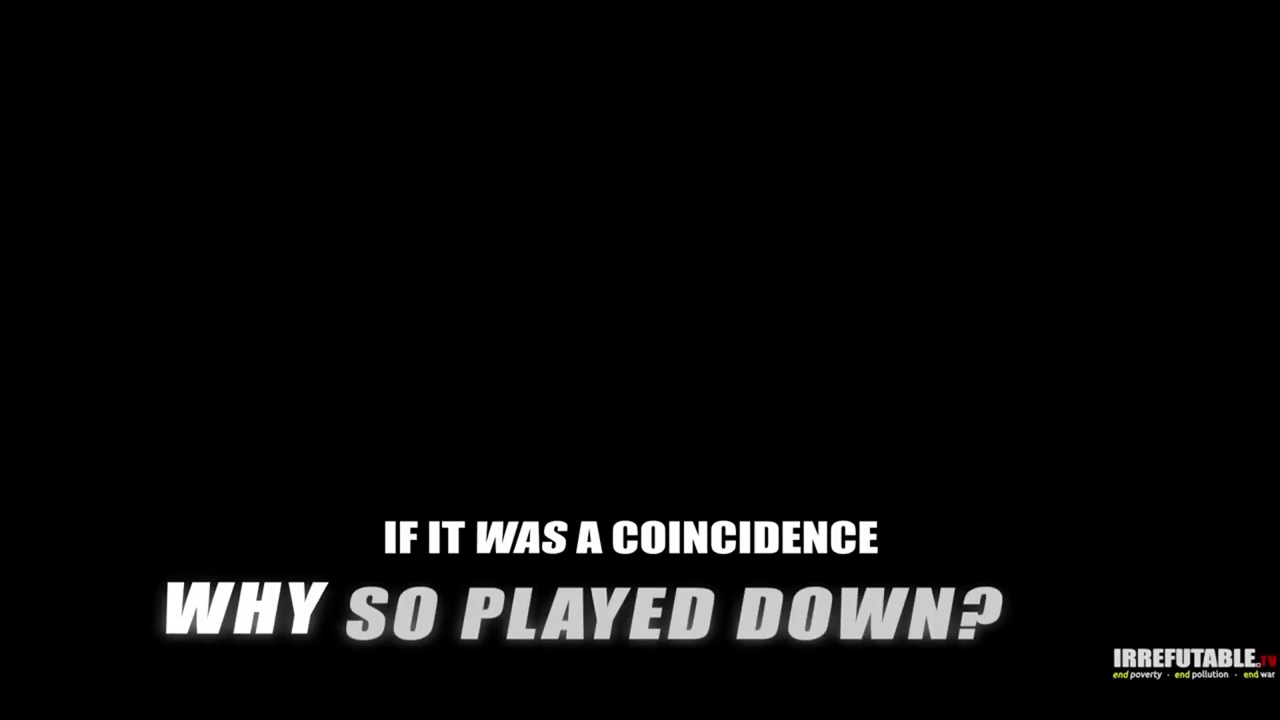 IF IT WAS A COINCIDENCE
WHY SO PLAYED DOWN?
IRREFUTABLE.TV
end poverty · end pollution · end war